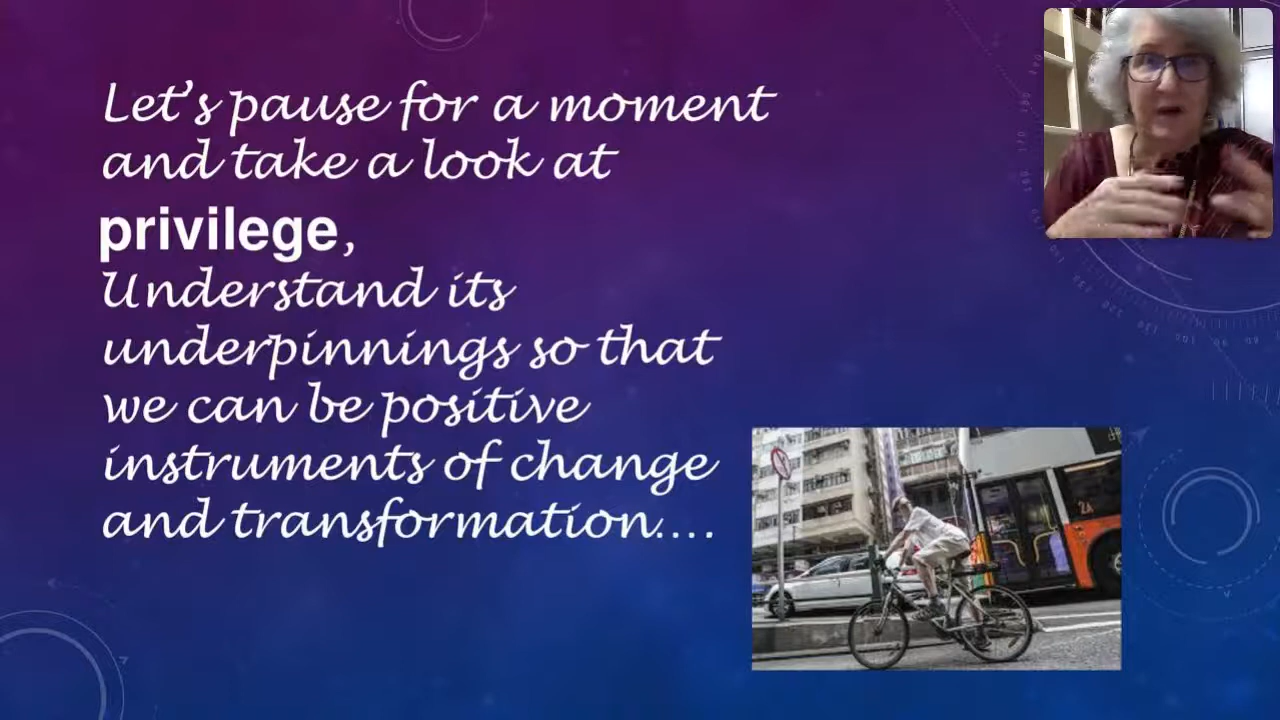 Let's pause for a moment
and take a look at
privilege,
Understand its
underpinnings so that
we can be positive
instruments of change
and transformation....
2A